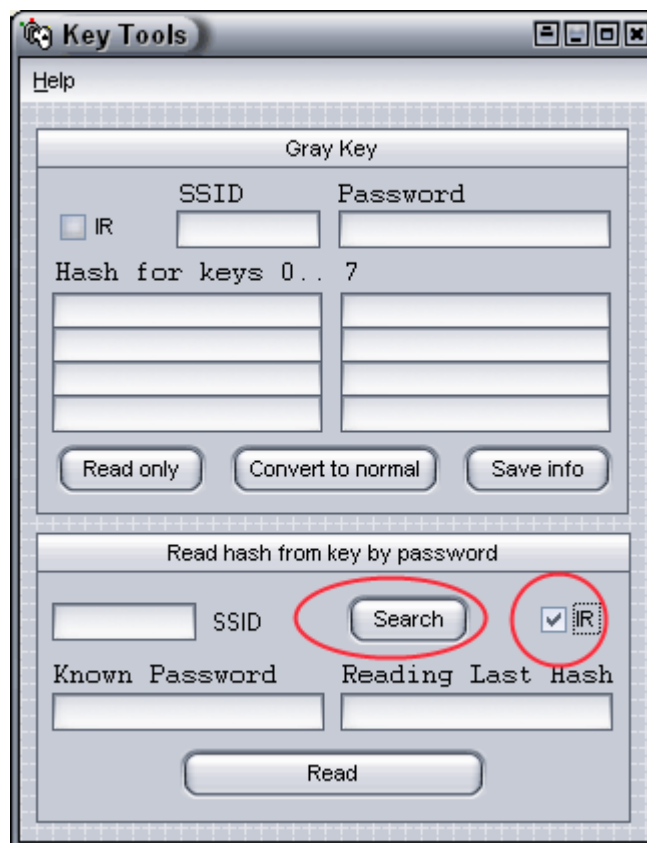 Key Tools
Help
Gray Key
SSID Password
IR
Hash for keys 0.. 7
Read only Convert to normal Save info
Read hash from key by password
SSID Search IR
Known Password Reading Last Hash
Read